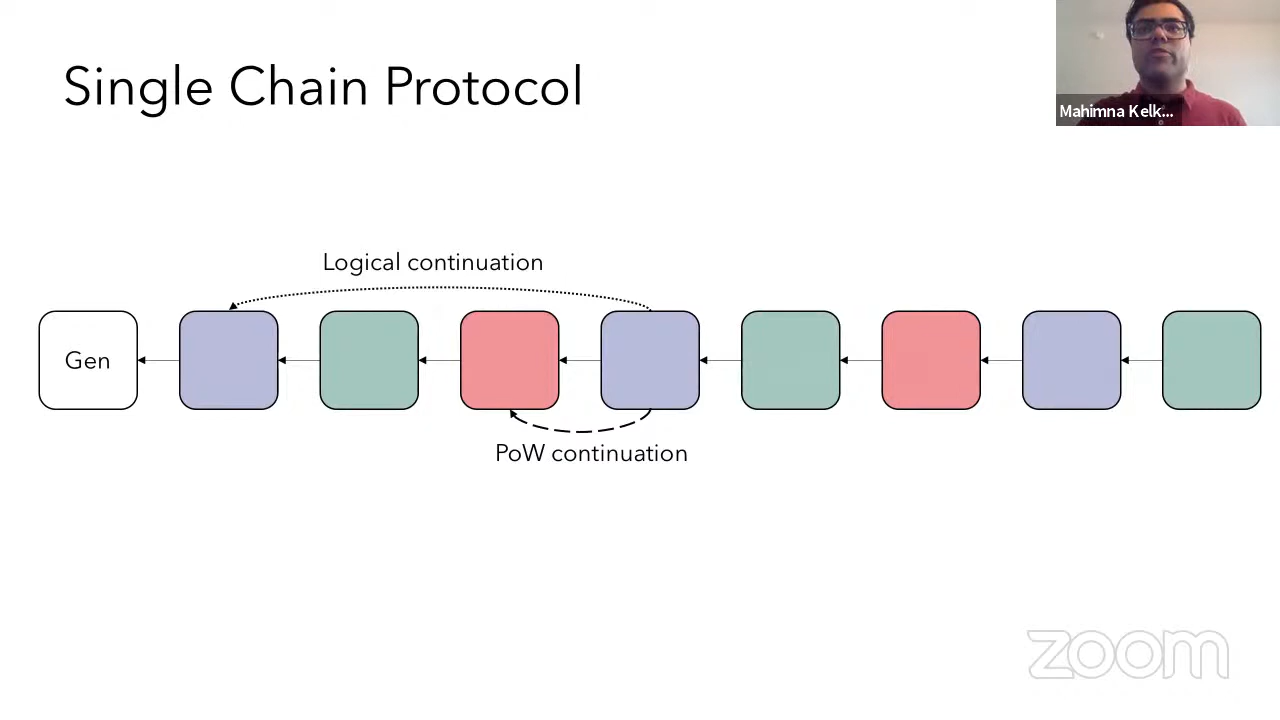 Single Chain Protocol
Mahimna Kelk...
Logical continuation
Gen
PoW continuation
zoom